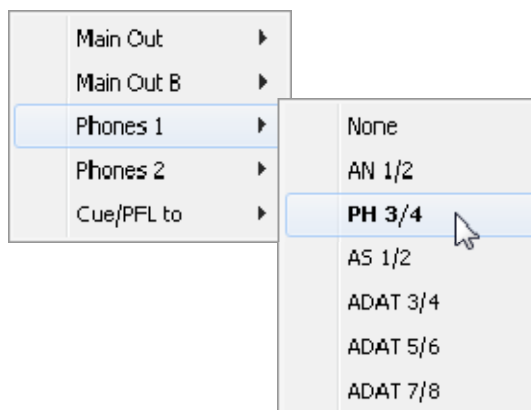 Main Out
Main Out B
Phones 1
Phones 2
Cue/PFL to
None
AN 1/2
PH 3/4
AS 1/2
ADAT 3/4
ADAT 5/6
ADAT 7/8